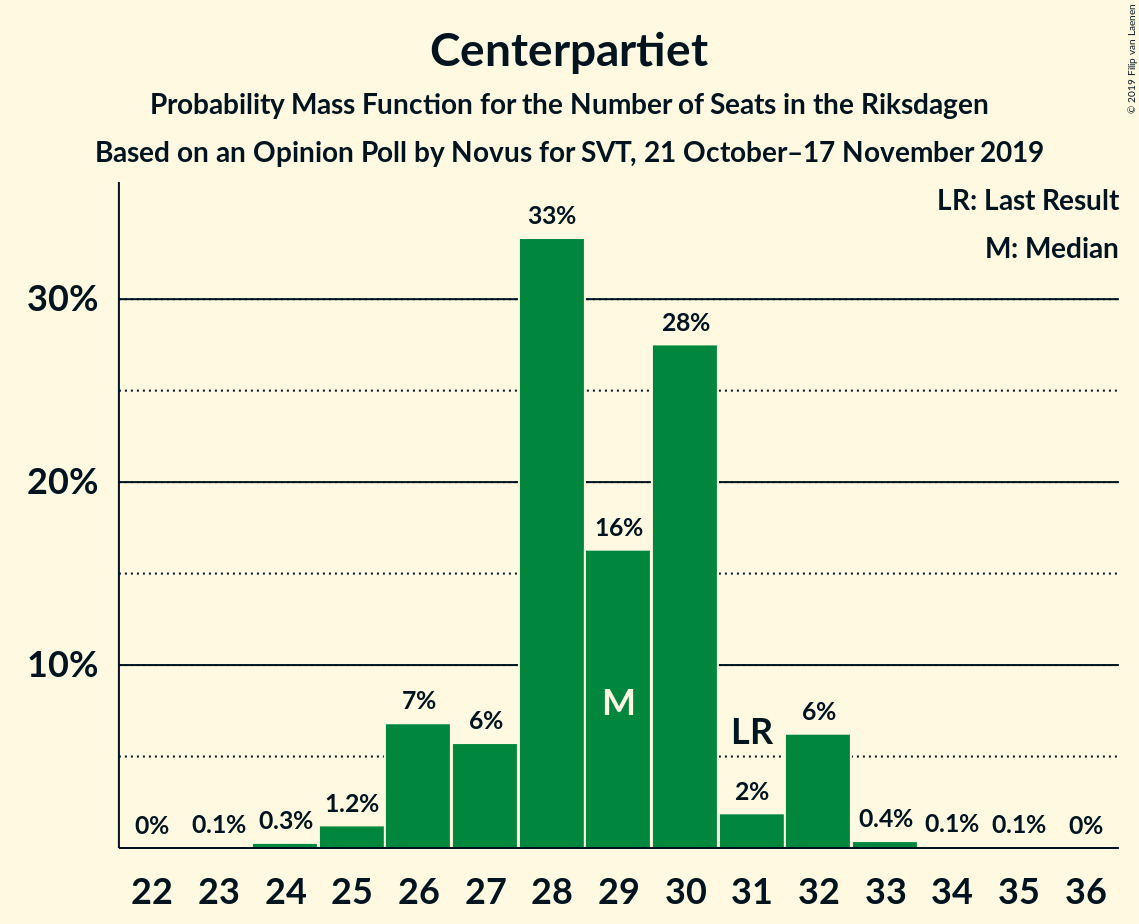 Centerpartiet
Probability Mass Function for the Number of Seats in the Riksdagen
Based on an Opinion Poll by Novus for SVT, 21 October–17 November 2019
© 2019 Filip van Laenen
LR: Last Result
M: Median
30%
20%
10%
0%
0.1%
0.3%
1.2%
7%
6%
33%
16%
28%
2%
6%
0.4%
0.1%
0.1%
0%
M
LR
22 23 24 25 26 27 28 29 30 31 32 33 34 35 36